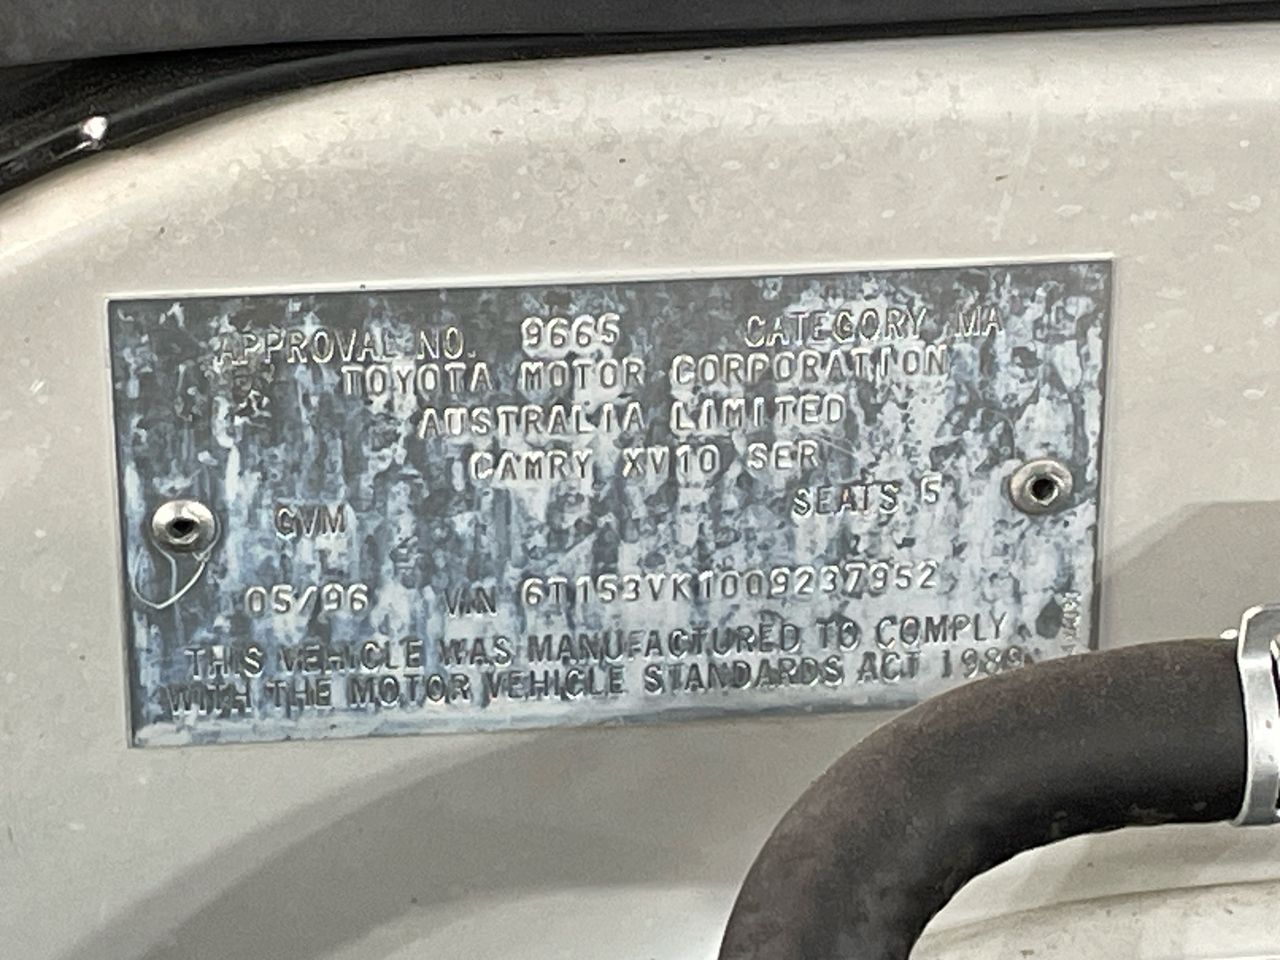 APPROVAL NO. 9665 CATEGORY MA
TOYOTA MOTOR CORPORATION
AUSTRALIA LIMITED
CAMRY XV10 SER
GVM SEATS 5
05/96 VIN 6T153VK1009237952
THIS VEHICLE WAS MANUFACTURED TO COMPLY
WITH THE MOTOR VEHICLE STANDARDS ACT 1989